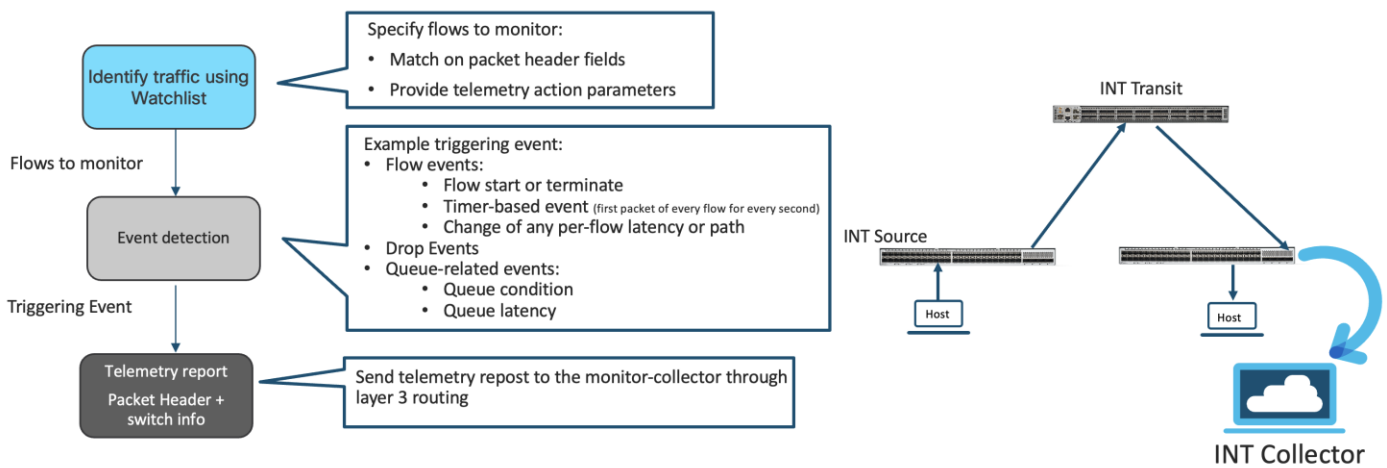 Identify traffic using
Watchlist
Specify flows to monitor:
• Match on packet header fields
• Provide telemetry action parameters
Flows to monitor
Event detection
Example triggering event:
• Flow events:
• Flow start or terminate
• Timer-based event (first packet of every flow for every second)
• Change of any per-flow latency or path
• Drop Events
• Queue-related events:
• Queue condition
• Queue latency
Triggering Event
Telemetry report
Packet Header +
switch info
Send telemetry repost to the monitor-collector through
layer 3 routing
INT Transit
INT Source
Host
Host
INT Collector